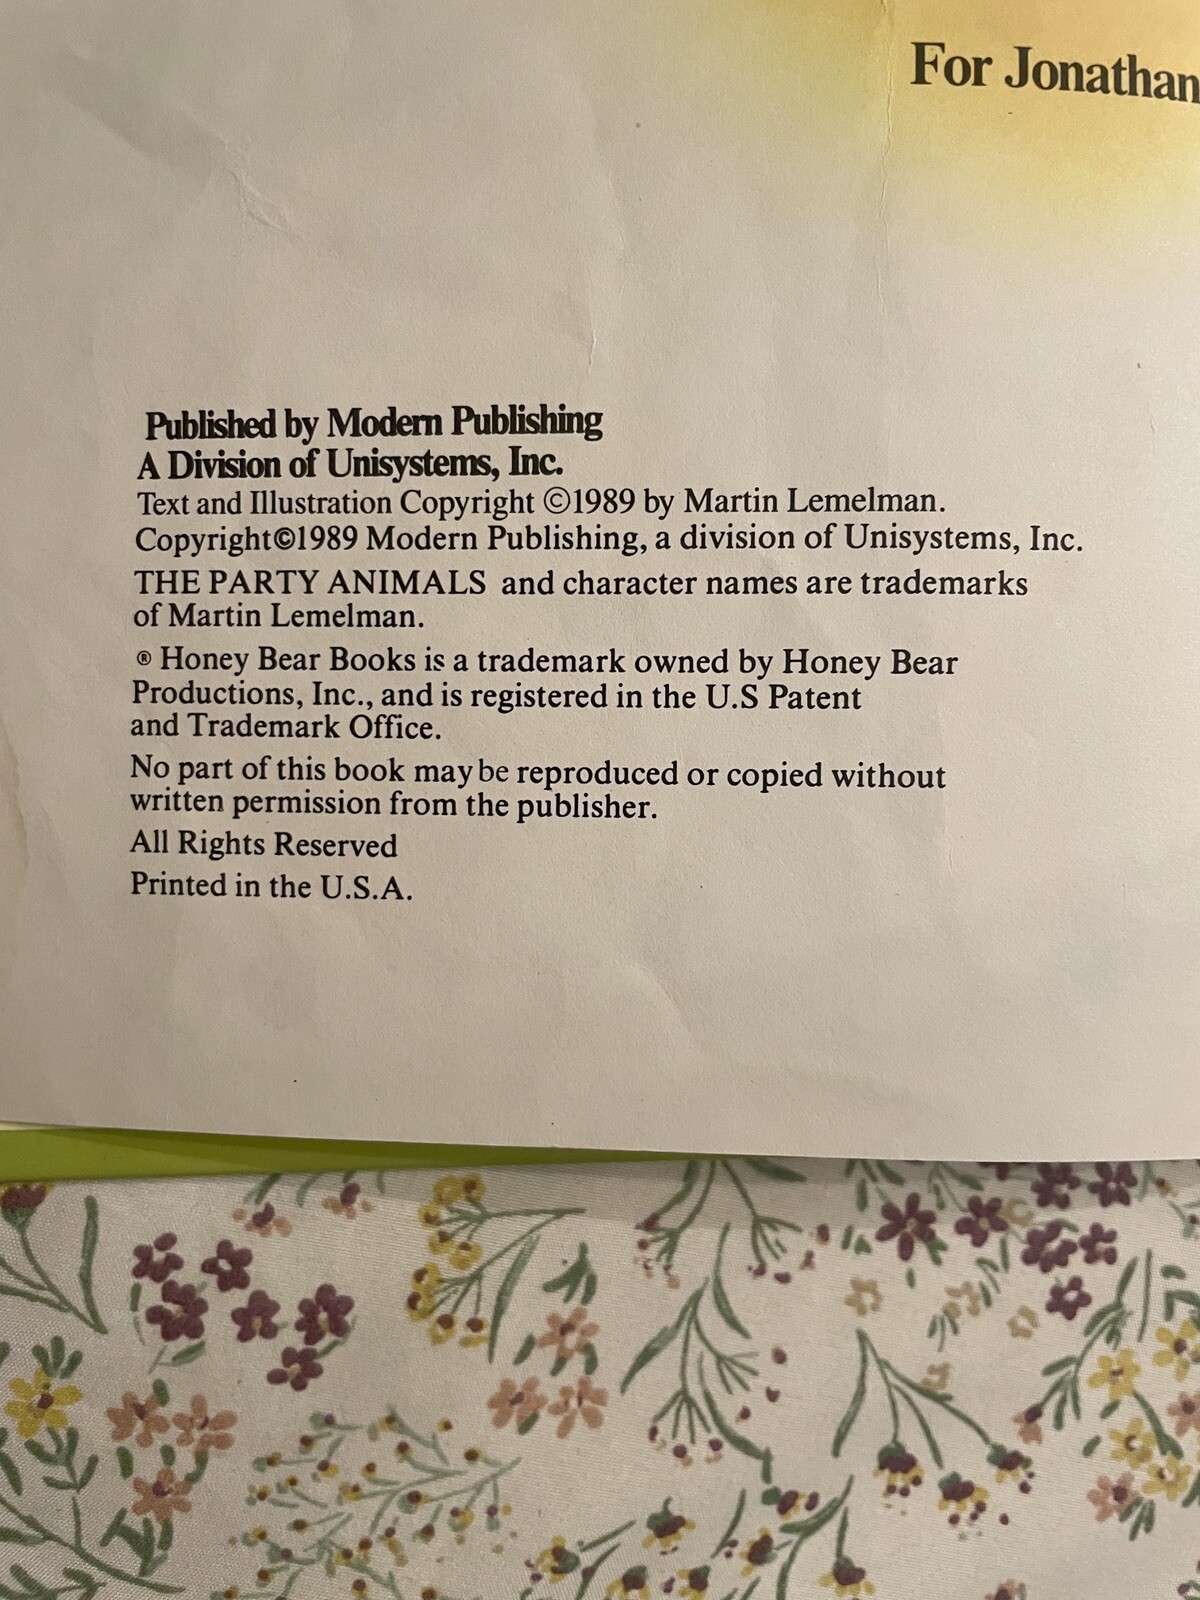 For Jonathan
Published by Modern Publishing
A Division of Unisystems, Inc.
Text and Illustration Copyright ©1989 by Martin Lemelman.
Copyright©1989 Modern Publishing, a division of Unisystems, Inc.
THE PARTY ANIMALS and character names are trademarks
of Martin Lemelman.
® Honey Bear Books is a trademark owned by Honey Bear
Productions, Inc., and is registered in the U.S Patent
and Trademark Office.
No part of this book may be reproduced or copied without
written permission from the publisher.
All Rights Reserved
Printed in the U.S.A.